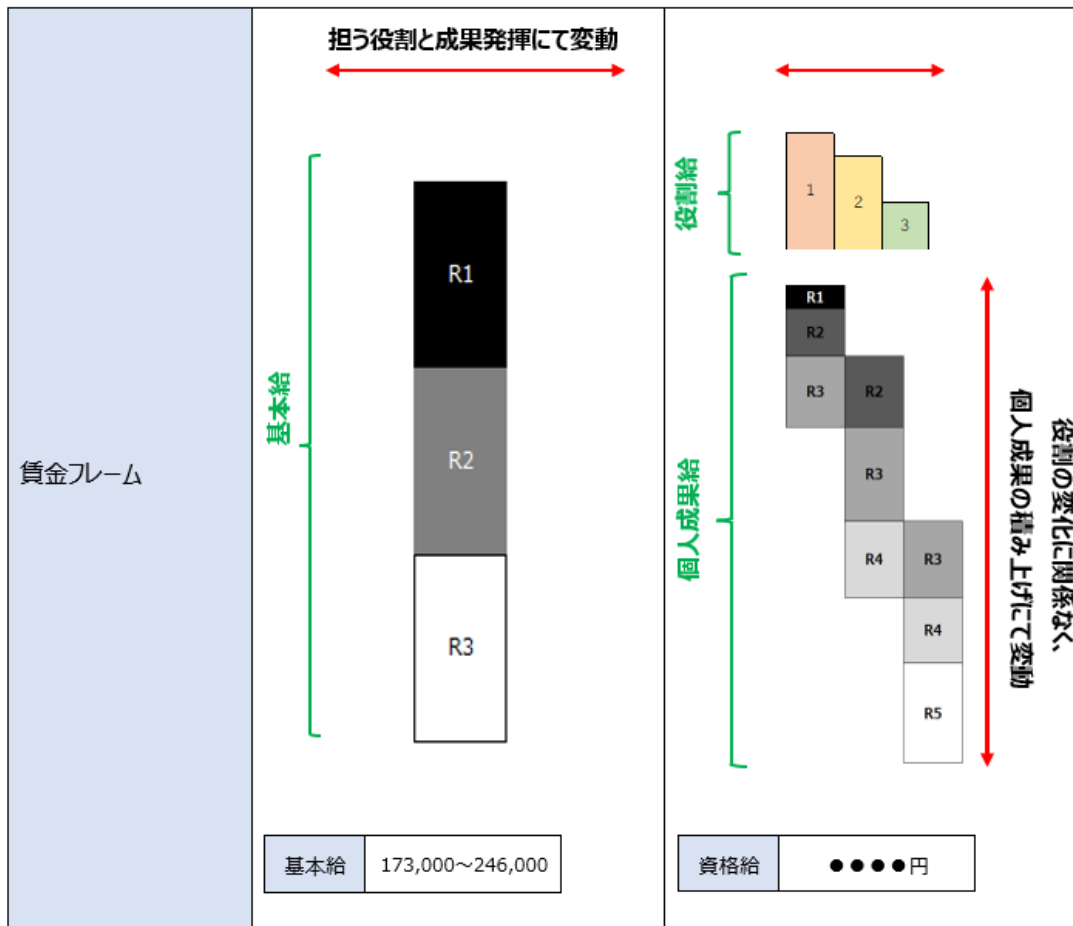 賃金フレーム
担う役割と成果発揮にて変動
基本給
R1
R2
R3
基本給
173,000～246,000
役割給
1
2
3
個人成果給
R1
R2
R3
R2
R3
R4
R3
R4
R5
役割の変化に関係なく、
個人成果の積み上げにて変動
資格給
●●●●円